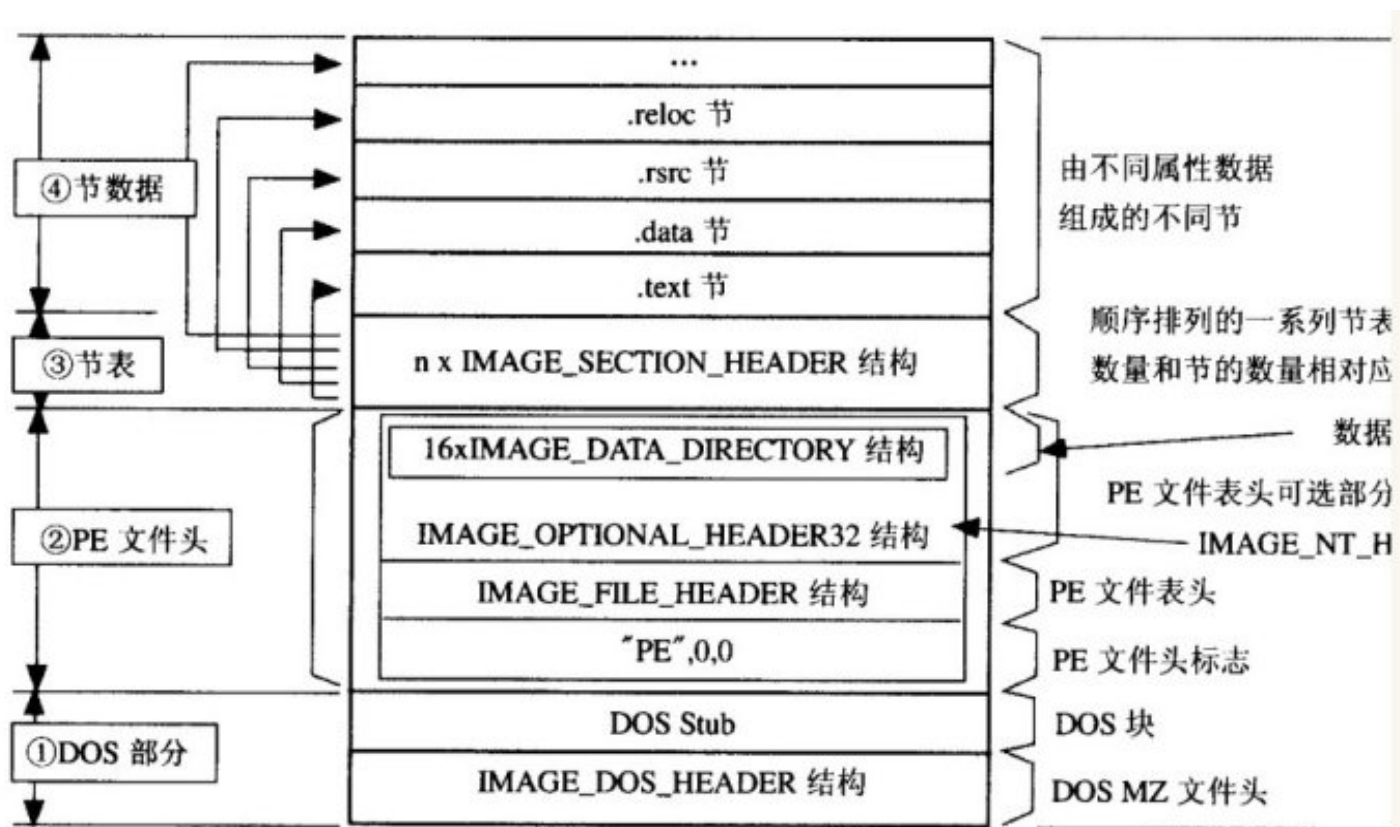 ...
.reloc 节
.rsrc 节
.data 节
.text 节
n x IMAGE_SECTION_HEADER 结构
16xIMAGE_DATA_DIRECTORY 结构
IMAGE_OPTIONAL_HEADER32 结构
IMAGE_FILE_HEADER 结构
"PE",0,0
DOS Stub
IMAGE_DOS_HEADER 结构
④节数据
③节表
②PE 文件头
①DOS 部分
由不同属性数据
组成的不同节
顺序排列的一系列节表
数量和节的数量相对应
数据
PE 文件表头可选部分
IMAGE_NT_H
PE 文件表头
PE 文件头标志
DOS 块
DOS MZ 文件头